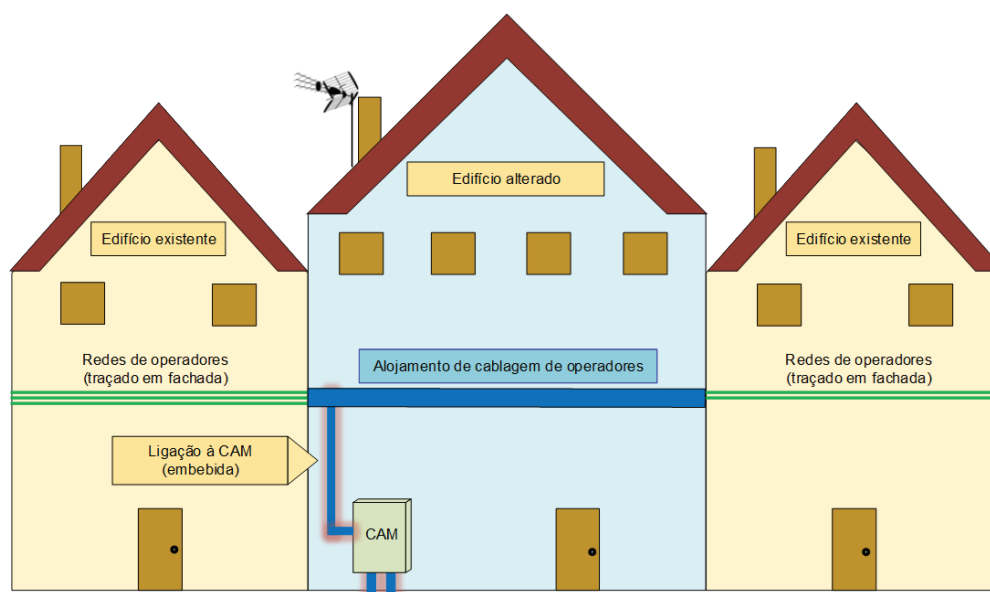 Edifício alterado
Edifício existente
Edifício existente
Redes de operadores
(traçado em fachada)
Alojamento de cablagem de operadores
Redes de operadores
(traçado em fachada)
Ligação à CAM
(embebida)
CAM